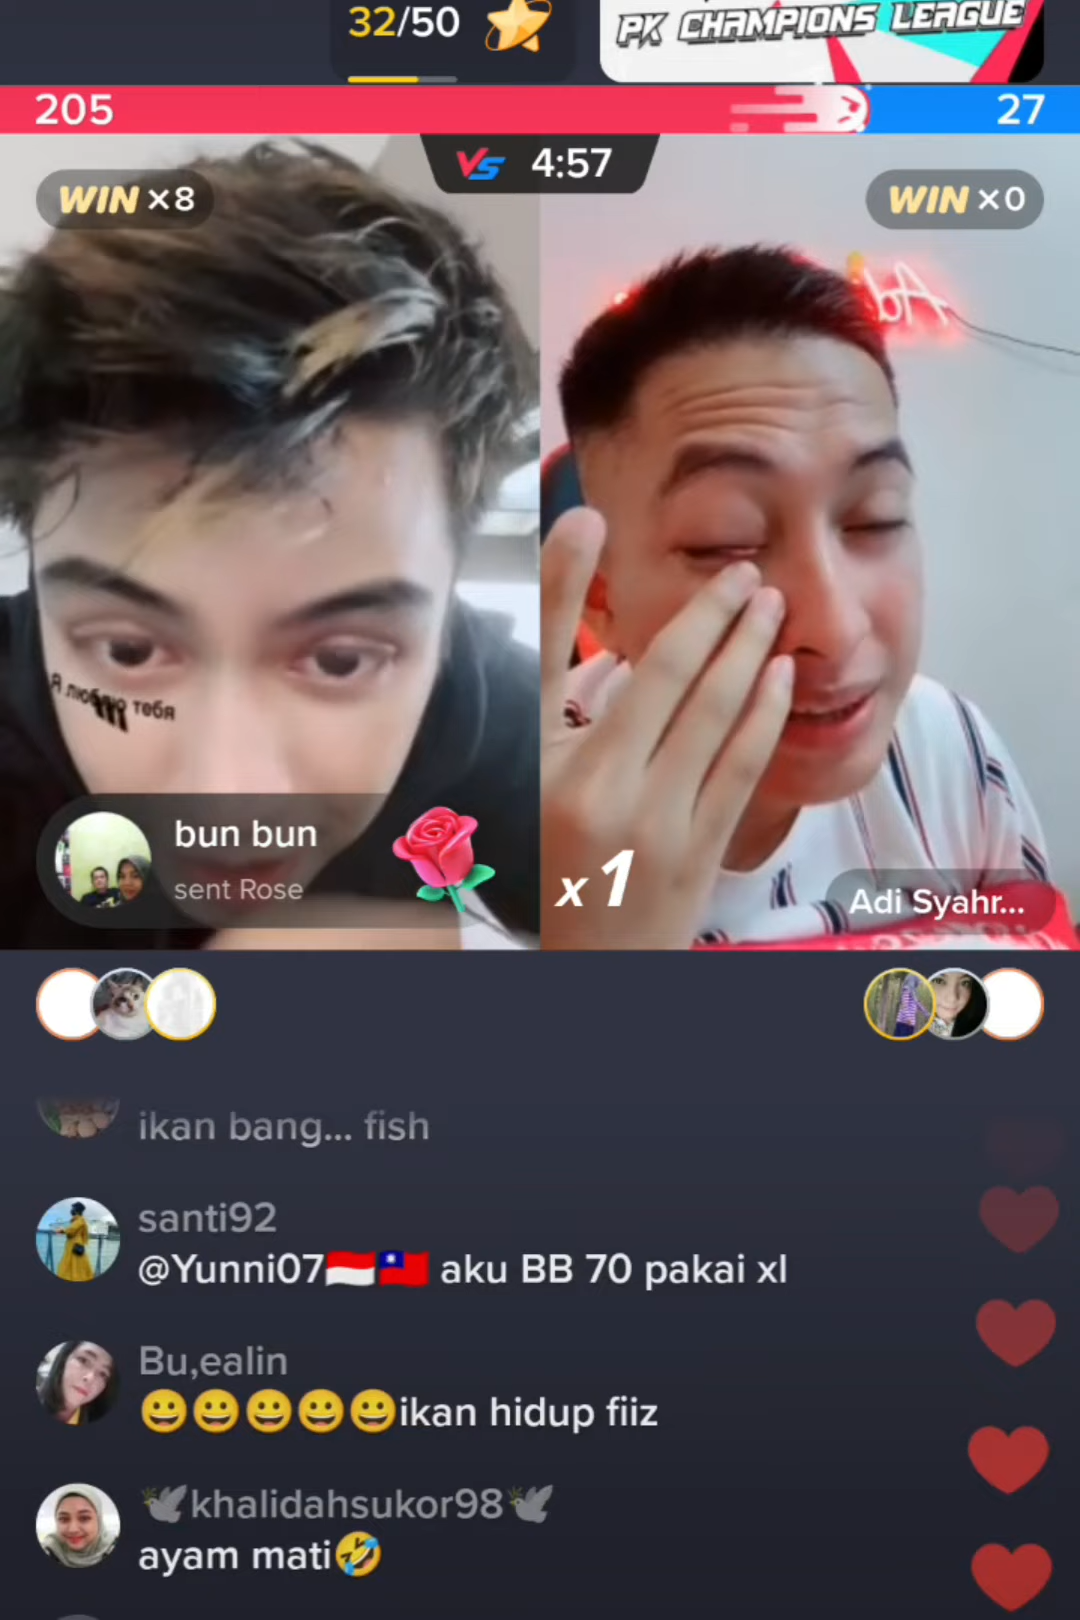 32/50
PK CHAMPIONS LEAGUE
205
27
VS 4:57
WIN ×8
WIN ×0
Ad
Я люблю тебя
bun bun
sent Rose
x1
Adi Syahr...
ikan bang... fish
santi92
@Yunni07🇮🇩🇹🇼 aku BB 70 pakai xl
Bu,ealin
😀😀😀😀😀ikan hidup fiiz
🕊khalidahsukor98🕊
ayam mati🤣